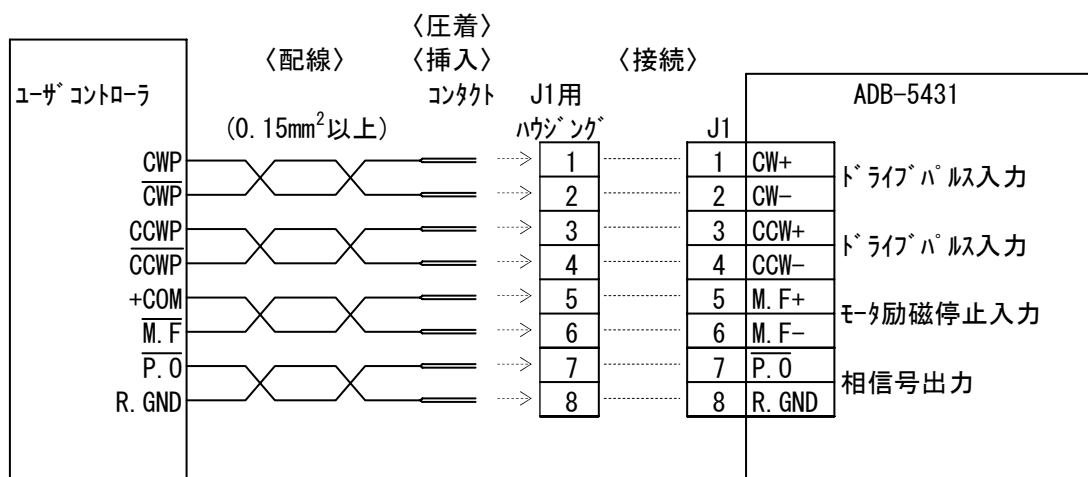 〈圧着〉
〈配線〉 〈挿入〉 〈接続〉
ﾕｰｻﾞｺﾝﾄﾛｰﾗ ｺﾝﾀｸﾄ J1用 ADB-5431
(0.15mm²以上) ﾊｳｼﾞﾝｸﾞ J1
CWP 1 1 CW+
C̅W̅P̅ 2 2 CW- ﾄﾞﾗｲﾌﾞﾊﾟﾙｽ入力
CCWP 3 3 CCW+
C̅C̅W̅P̅ 4 4 CCW- ﾄﾞﾗｲﾌﾞﾊﾟﾙｽ入力
+COM 5 5 M.F+
M̅.̅F̅ 6 6 M.F- ﾓｰﾀ励磁停止入力
P̅.̅O̅ 7 7 P̅.̅O̅
R.GND 8 8 R.GND 相信号出力